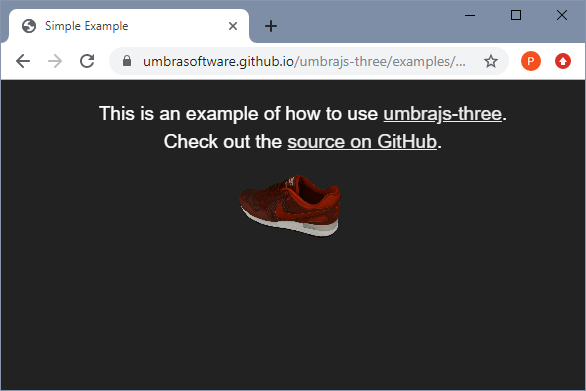 Simple Example
umbrasoftware.github.io/umbrajs-three/examples/...
P
This is an example of how to use umbrajs-three.
Check out the source on GitHub.